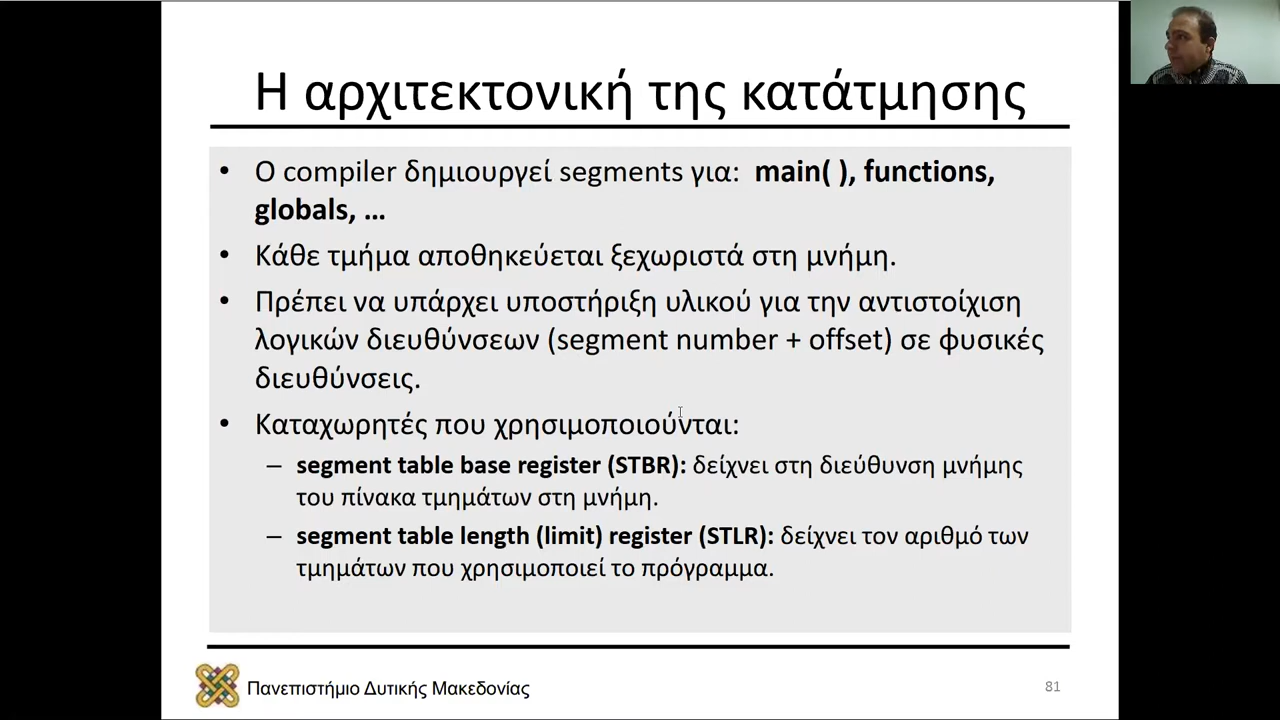 Η αρχιτεκτονική της κατάτμησης
• Ο compiler δημιουργεί segments για: main( ), functions,
globals, …
• Κάθε τμήμα αποθηκεύεται ξεχωριστά στη μνήμη.
• Πρέπει να υπάρχει υποστήριξη υλικού για την αντιστοίχιση
λογικών διευθύνσεων (segment number + offset) σε φυσικές
διευθύνσεις.
• Καταχωρητές που χρησιμοποιούνται:
– segment table base register (STBR): δείχνει στη διεύθυνση μνήμης
του πίνακα τμημάτων στη μνήμη.
– segment table length (limit) register (STLR): δείχνει τον αριθμό των
τμημάτων που χρησιμοποιεί το πρόγραμμα.
Πανεπιστήμιο Δυτικής Μακεδονίας
81